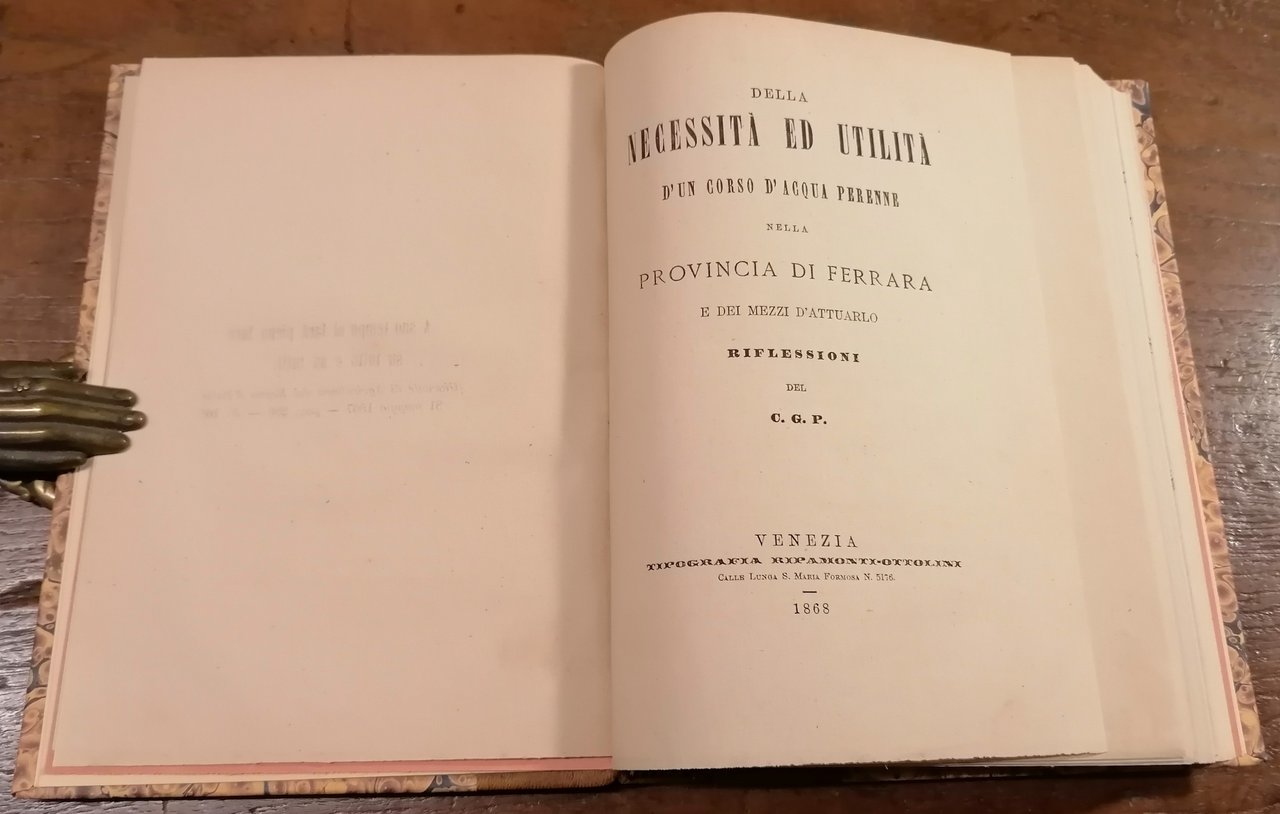 DELLA
NECESSITÀ ED UTILITÀ
D'UN CORSO D'ACQUA PERENNE
NELLA
PROVINCIA DI FERRARA
E DEI MEZZI D'ATTUARLO
RIFLESSIONI
DEL
C. G. P.
VENEZIA
TIPOGRAFIA RIPAMONTI-OTTOLINI
CALLE LUNGA S. MARIA FORMOSA N. 5176.
1868